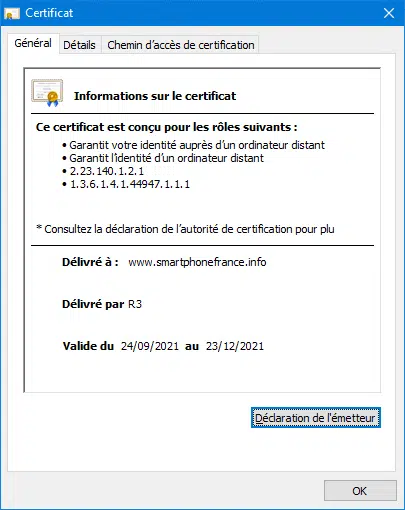 Certificat
Général
Détails
Chemin d'accès de certification
Informations sur le certificat
Ce certificat est conçu pour les rôles suivants :
• Garantit votre identité auprès d'un ordinateur distant
• Garantit l'identité d'un ordinateur distant
• 2.23.140.1.2.1
• 1.3.6.1.4.1.44947.1.1.1
* Consultez la déclaration de l'autorité de certification pour plu
Délivré à : www.smartphonefrance.info
Délivré par R3
Valide du 24/09/2021 au 23/12/2021
Déclaration de l'émetteur
OK